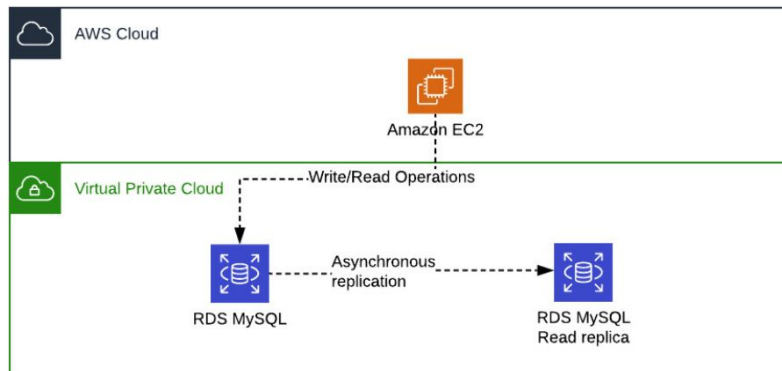 AWS Cloud
Amazon EC2
Write/Read Operations
Virtual Private Cloud
Asynchronous
replication
RDS MySQL
RDS MySQL
Read replica